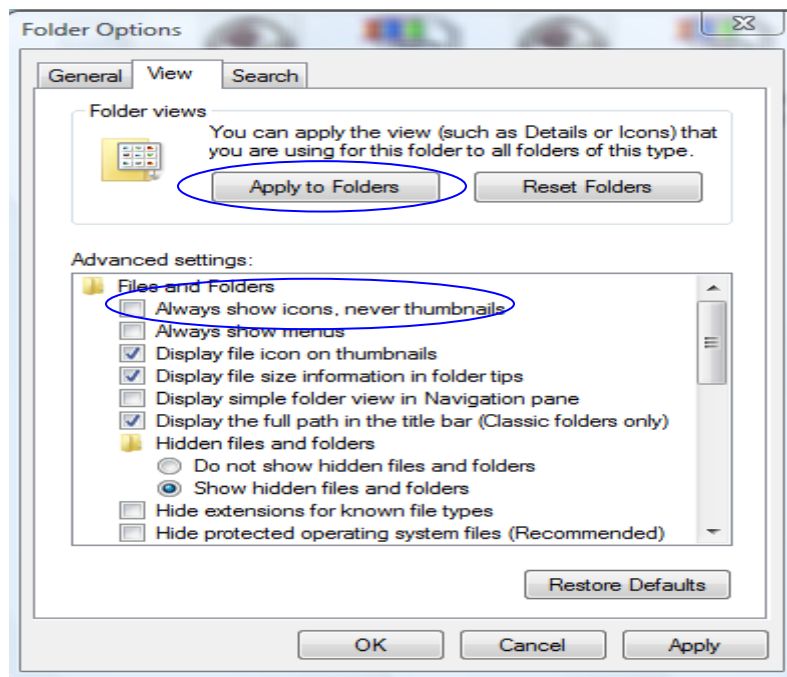 Folder Options
General View Search
Folder views
You can apply the view (such as Details or Icons) that
you are using for this folder to all folders of this type.
Apply to Folders Reset Folders
Advanced settings:
Files and Folders
Always show icons, never thumbnails
Always show menus
Display file icon on thumbnails
Display file size information in folder tips
Display simple folder view in Navigation pane
Display the full path in the title bar (Classic folders only)
Hidden files and folders
Do not show hidden files and folders
Show hidden files and folders
Hide extensions for known file types
Hide protected operating system files (Recommended)
Restore Defaults
OK Cancel Apply